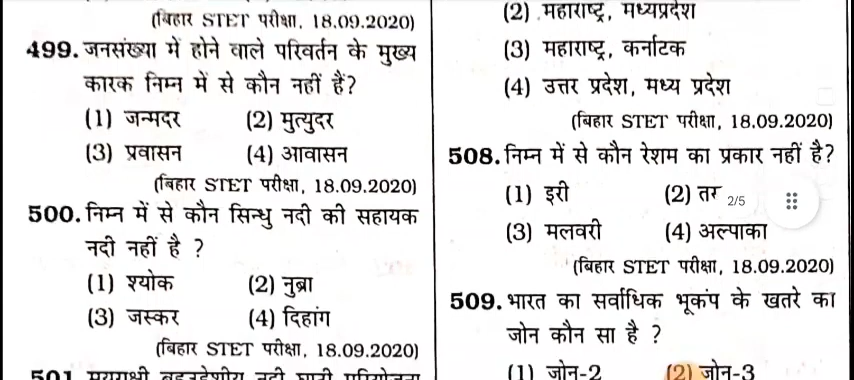 (बिहार STET परीक्षा, 18.09.2020)
499. जनसंख्या में होने वाले परिवर्तन के मुख्य
कारक निम्न में से कौन नहीं हैं?
(1) जन्मदर (2) मुत्युदर
(3) प्रवासन (4) आवासन
(बिहार STET परीक्षा, 18.09.2020)
500. निम्न में से कौन सिन्धु नदी की सहायक
नदी नहीं है ?
(1) श्योक (2) नुब्रा
(3) जस्कर (4) दिहांग
(बिहार STET परीक्षा, 18.09.2020)
501
(2) महाराष्ट्र, मध्यप्रदेश
(3) महाराष्ट्र, कर्नाटक
(4) उत्तर प्रदेश, मध्य प्रदेश
(बिहार STET परीक्षा, 18.09.2020)
508. निम्न में से कौन रेशम का प्रकार नहीं है?
(1) इरी (2) 2/5
(3) मलवरी (4) अल्पाका
(बिहार STET परीक्षा, 18.09.2020)
509. भारत का सर्वाधिक भूकंप के खतरे का
जोन कौन सा है ?
(1) जोन-2 (2) जोन-3